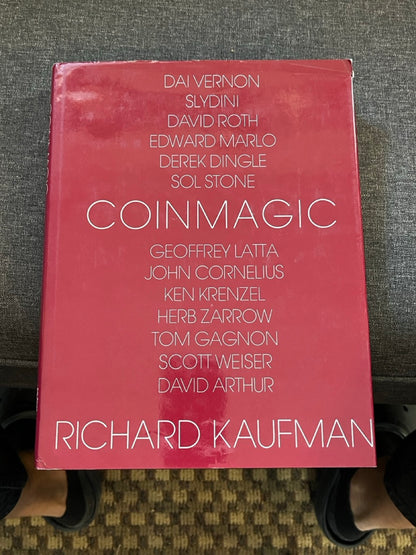 DAI VERNON
SLYDINI
DAVID ROTH
EDWARD MARLO
DEREK DINGLE
SOL STONE
COINMAGIC
GEOFFREY LATTA
JOHN CORNELIUS
KEN KRENZEL
HERB ZARROW
TOM GAGNON
SCOTT WEISER
DAVID ARTHUR
RICHARD KAUFMAN